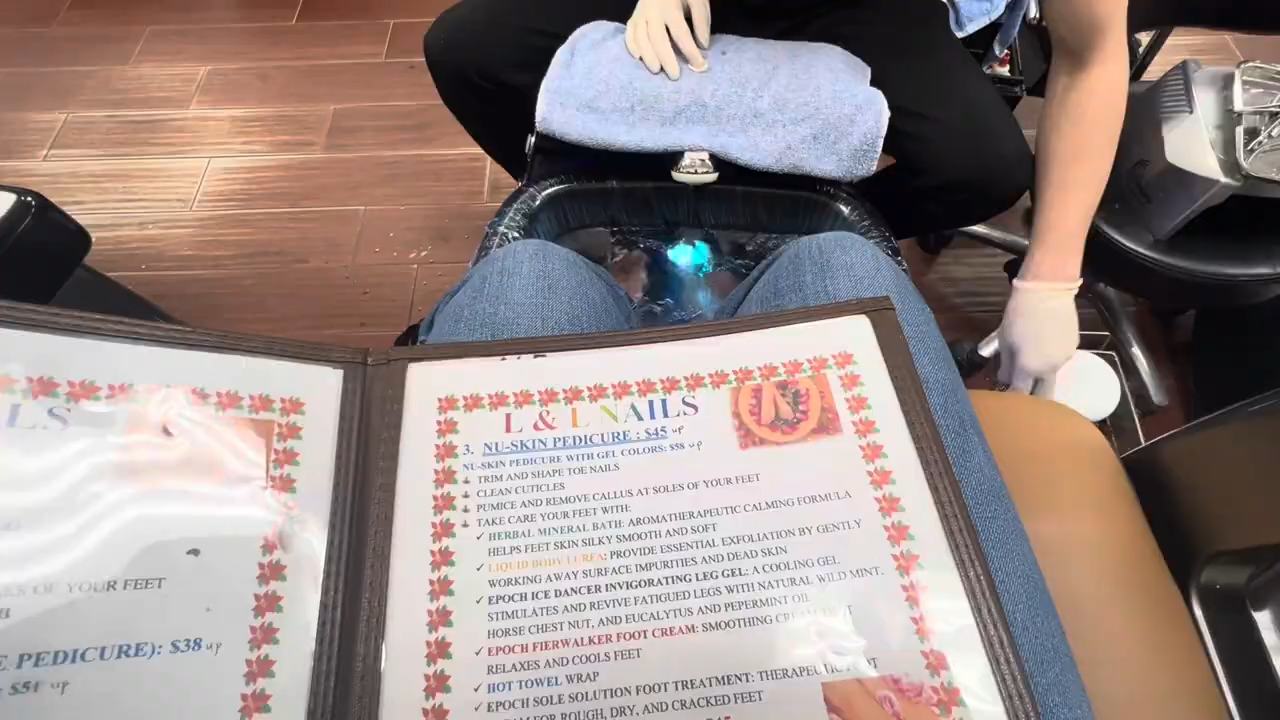 ILS
KES OF YOUR FEET
E PEDICURE): $38 up
: $51 up
L & L NAILS
3. NU-SKIN PEDICURE : $45 up
NU-SKIN PEDICURE WITH GEL COLORS: $58 up
TRIM AND SHAPE TOE NAILS
CLEAN CUTICLES
PUMICE AND REMOVE CALLUS AT SOLES OF YOUR FEET
TAKE CARE YOUR FEET WITH:
✓ HERBAL MINERAL BATH: AROMATHERAPEUTIC CALMING FORMULA
HELPS FEET SKIN SILKY SMOOTH AND SOFT
✓ LIQUID BODY LURFA: PROVIDE ESSENTIAL EXFOLIATION BY GENTLY
WORKING AWAY SURFACE IMPURITIES AND DEAD SKIN
✓ EPOCH ICE DANCER INVIGORATING LEG GEL: A COOLING GEL
STIMULATES AND REVIVE FATIGUED LEGS WITH NATURAL WILD MINT,
HORSE CHEST NUT, AND EUCALYTUS AND PEPERMINT OIL
✓ EPOCH FIERWALKER FOOT CREAM: SMOOTHING CREAM
RELAXES AND COOLS FEET
✓ HOT TOWEL WRAP
✓ EPOCH SOLE SOLUTION FOOT TREATMENT: THERAPEUTIC FOOT
FOR ROUGH, DRY, AND CRACKED FEET